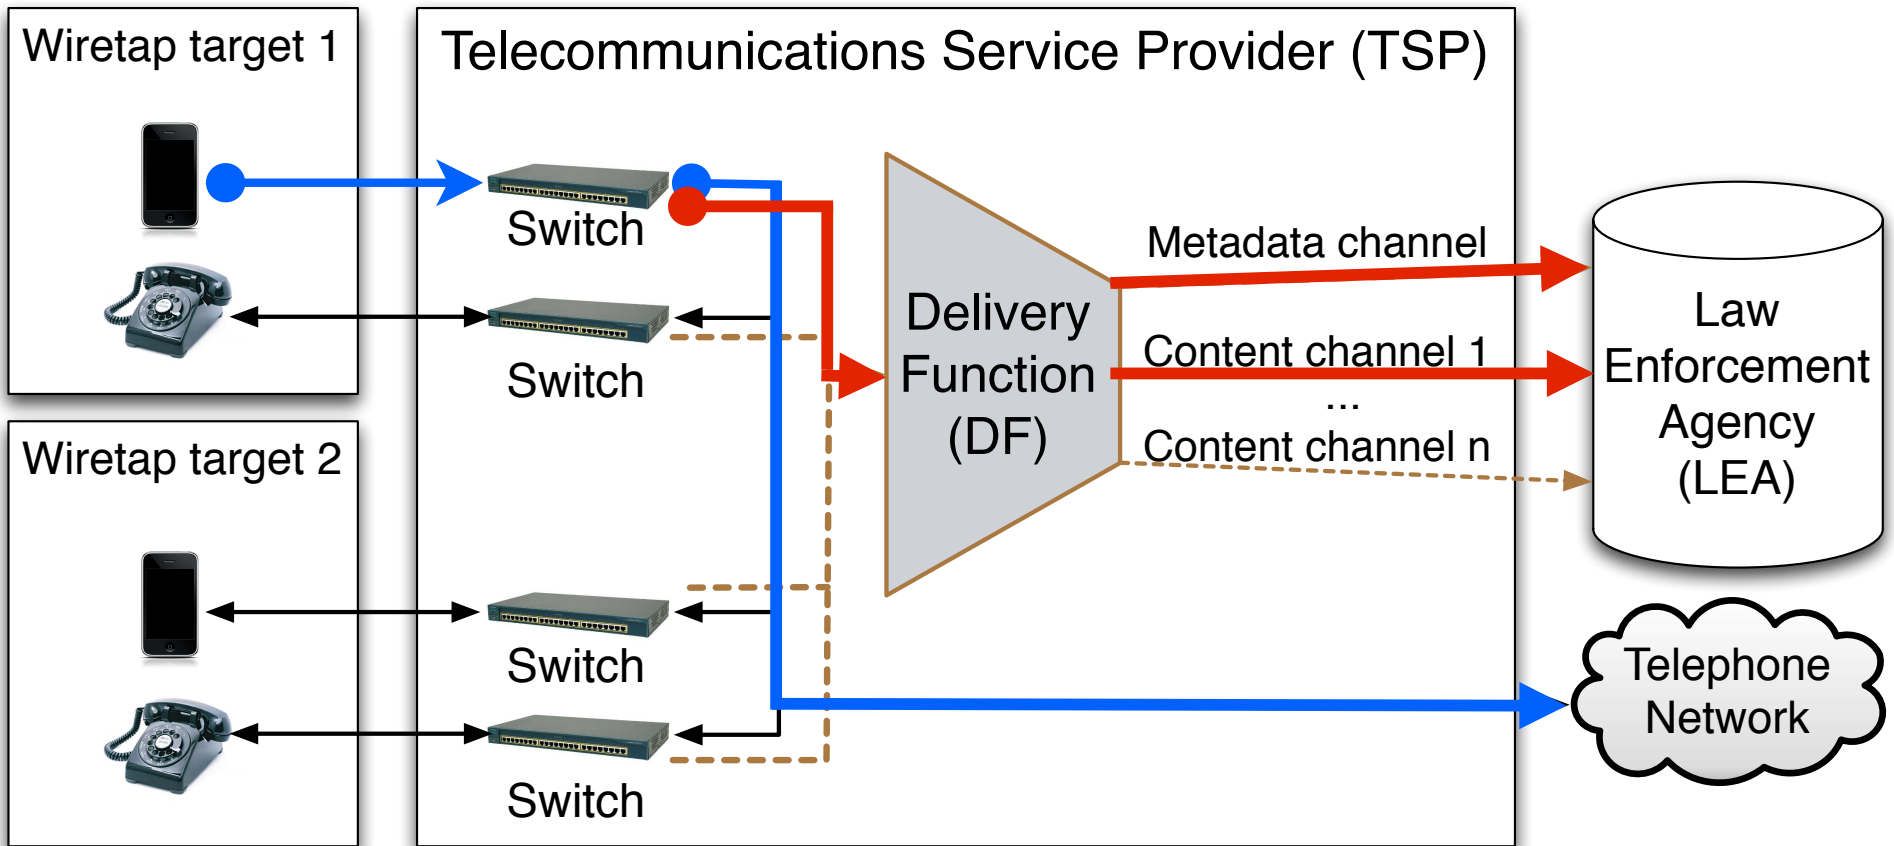 Wiretap target 1
Telecommunications Service Provider (TSP)
Switch
Switch
Delivery
Function
(DF)
Metadata channel
Content channel 1
...
Content channel n
Law
Enforcement
Agency
(LEA)
Wiretap target 2
Switch
Switch
Telephone
Network